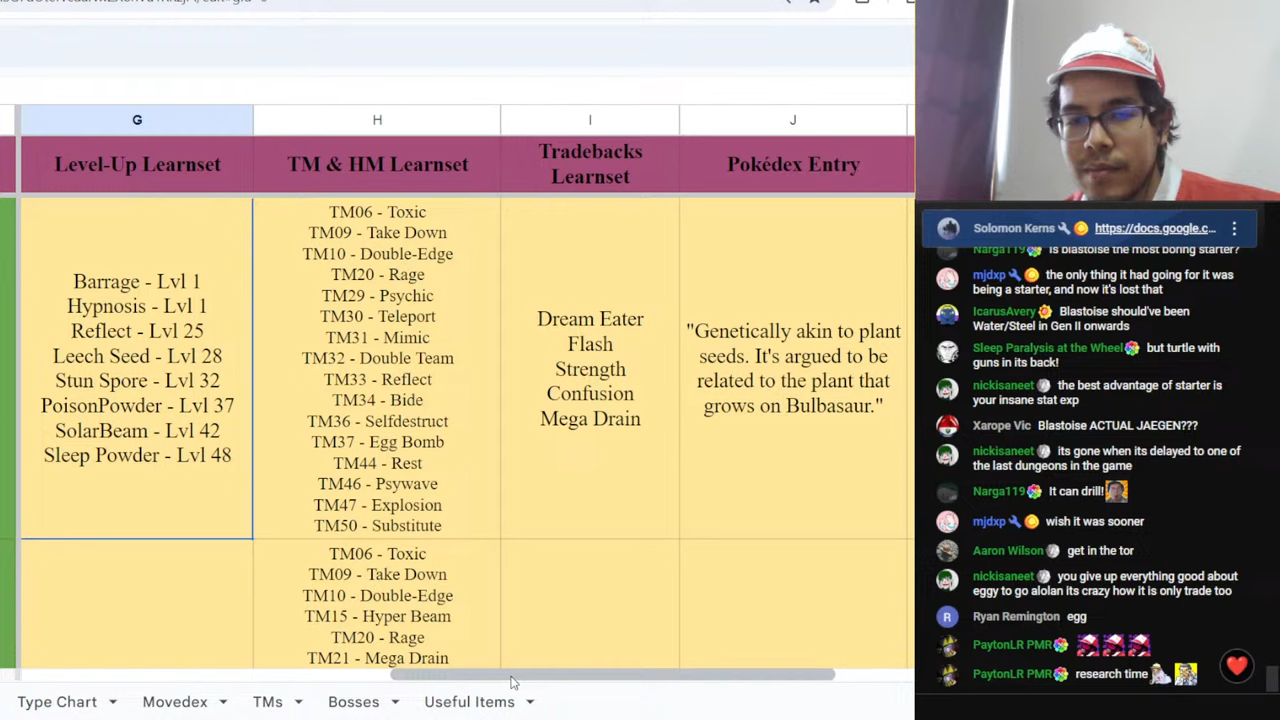 G
H
I
J
Level-Up Learnset
TM & HM Learnset
Tradebacks
Learnset
Pokédex Entry
Barrage - Lvl 1
Hypnosis - Lvl 1
Reflect - Lvl 25
Leech Seed - Lvl 28
Stun Spore - Lvl 32
PoisonPowder - Lvl 37
SolarBeam - Lvl 42
Sleep Powder - Lvl 48
TM06 - Toxic
TM09 - Take Down
TM10 - Double-Edge
TM20 - Rage
TM29 - Psychic
TM30 - Teleport
TM31 - Mimic
TM32 - Double Team
TM33 - Reflect
TM34 - Bide
TM36 - Selfdestruct
TM37 - Egg Bomb
TM44 - Rest
TM46 - Psywave
TM47 - Explosion
TM50 - Substitute
Dream Eater
Flash
Strength
Confusion
Mega Drain
"Genetically akin to plant
seeds. It's argued to be
related to the plant that
grows on Bulbasaur."
TM06 - Toxic
TM09 - Take Down
TM10 - Double-Edge
TM15 - Hyper Beam
TM20 - Rage
TM21 - Mega Drain
Type Chart
Movedex
TMs
Bosses
Useful Items
Solomon Kerns https://docs.google.c...
Narga119 is blastoise the most boring starter?
mjdxp the only thing it had going for it was
being a starter, and now it's lost that
IcarusAvery Blastoise should've been
Water/Steel in Gen II onwards
Sleep Paralysis at the Wheel but turtle with
guns in its back!
nickisaneet the best advantage of starter is
your insane stat exp
Xarope Vic Blastoise ACTUAL JAEGEN???
nickisaneet its gone when its delayed to one of
the last dungeons in the game
Narga119 It can drill!
mjdxp wish it was sooner
Aaron Wilson get in the tor
nickisaneet you give up everything good about
eggy to go alolan its crazy how it is only trade too
R
Ryan Remington egg
PaytonLR PMR
PaytonLR PMR research time